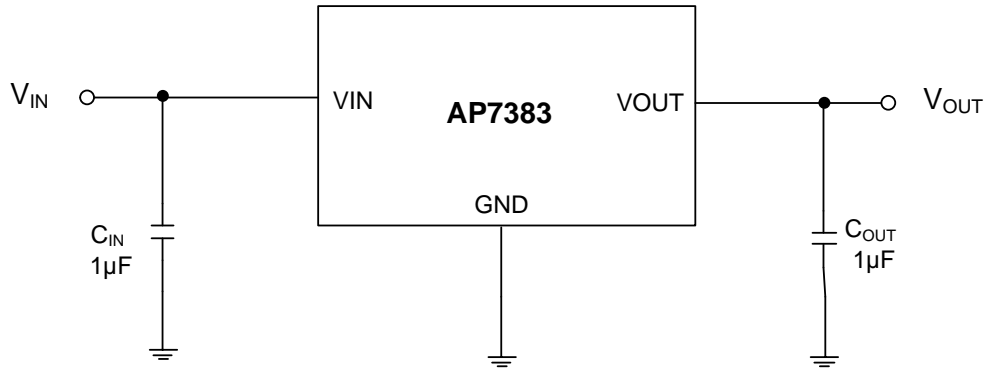 VIN
VIN
AP7383
VOUT
VOUT
GND
CIN
1µF
COUT
1µF